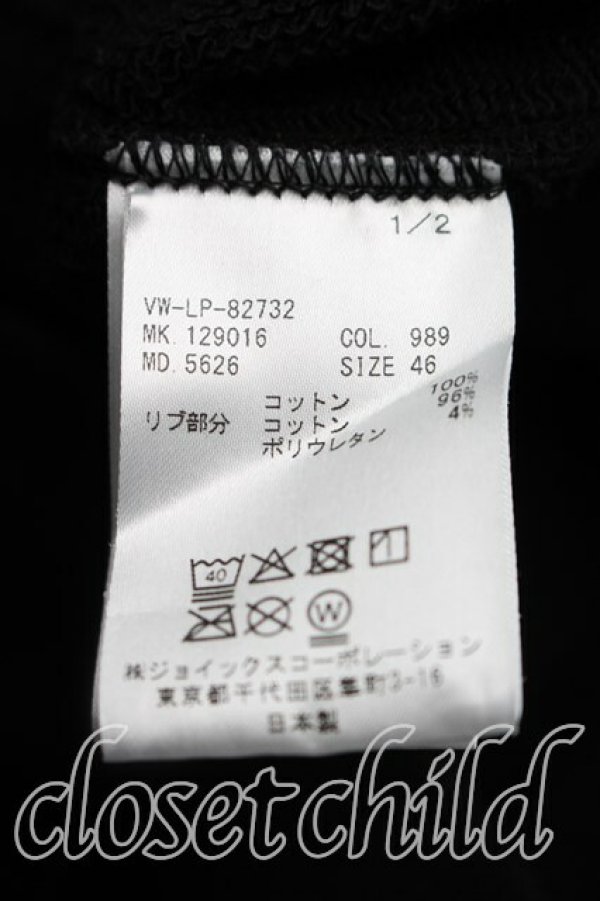 1/2
VW-LP-82732
MK. 129016 COL. 989
MD. 5626 SIZE 46
コットン 100%
リブ部分 コットン 96%
ポリウレタン 4%
40
W
㈱ジョイックスコーポレーション
東京都千代田区隼町3-16
日本製
closet child